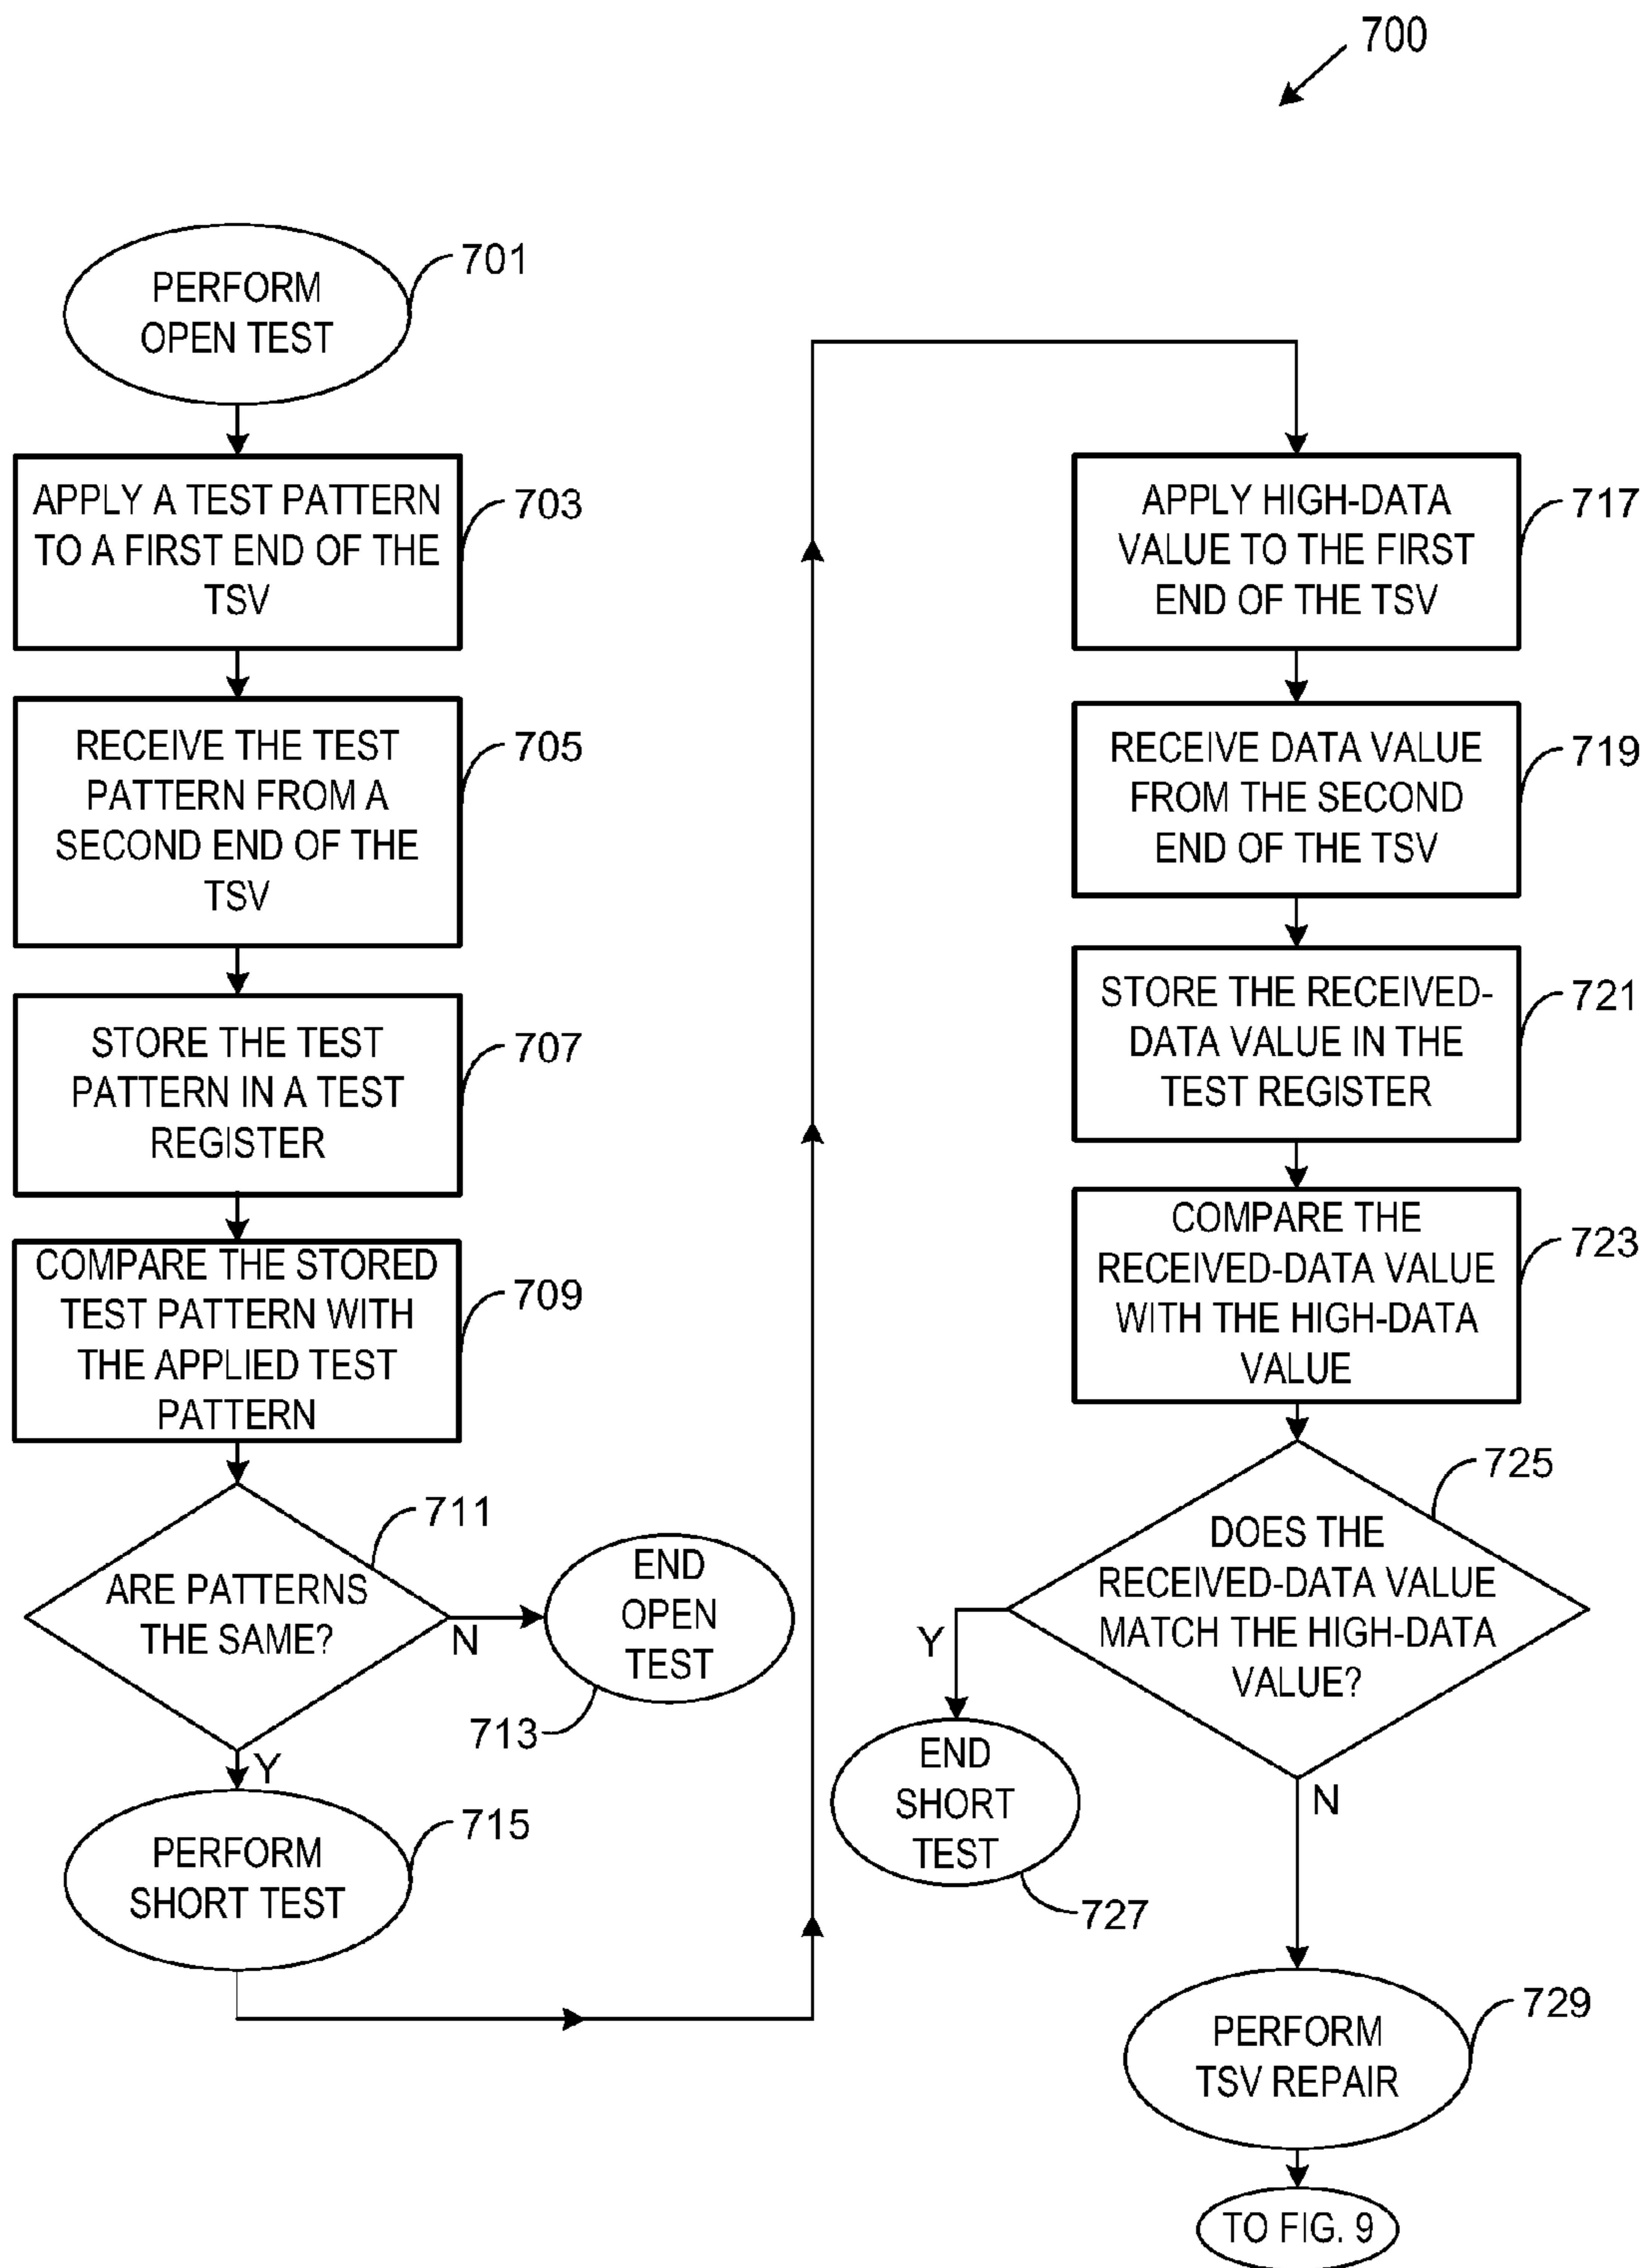 700
PERFORM
OPEN TEST
701
APPLY A TEST PATTERN
TO A FIRST END OF THE
TSV
703
RECEIVE THE TEST
PATTERN FROM A
SECOND END OF THE
TSV
705
STORE THE TEST
PATTERN IN A TEST
REGISTER
707
COMPARE THE STORED
TEST PATTERN WITH
THE APPLIED TEST
PATTERN
709
ARE PATTERNS
THE SAME?
711
N
END
OPEN
TEST
713
Y
PERFORM
SHORT TEST
715
APPLY HIGH-DATA
VALUE TO THE FIRST
END OF THE TSV
717
RECEIVE DATA VALUE
FROM THE SECOND
END OF THE TSV
719
STORE THE RECEIVED-
DATA VALUE IN THE
TEST REGISTER
721
COMPARE THE
RECEIVED-DATA VALUE
WITH THE HIGH-DATA
VALUE
723
DOES THE
RECEIVED-DATA VALUE
MATCH THE HIGH-DATA
VALUE?
725
Y
END
SHORT
TEST
727
N
PERFORM
TSV REPAIR
729
TO FIG. 9